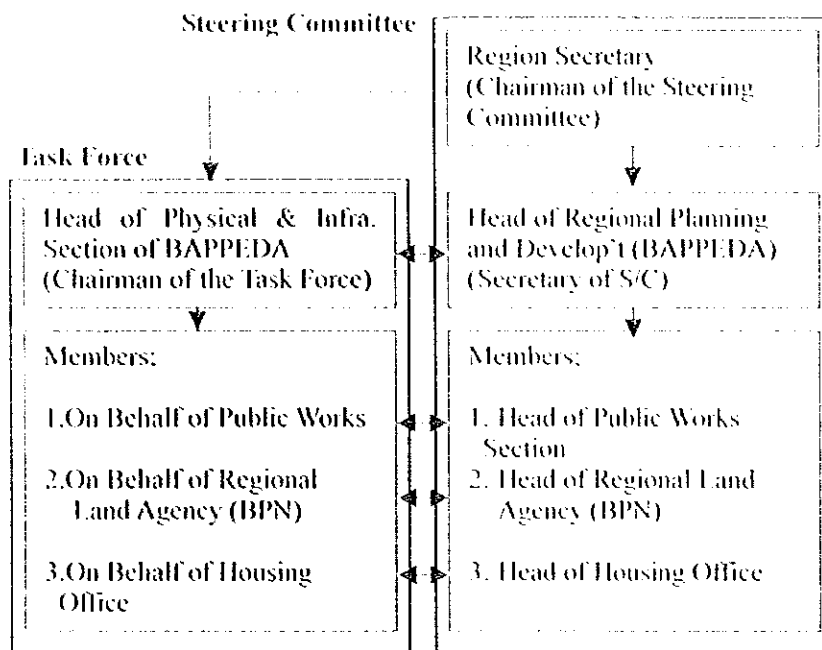 Steering Committee
Region Secretary
(Chairman of the Steering
Committee)
Task Force
Head of Physical & Infra.
Section of BAPPEDA
(Chairman of the Task Force)
Head of Regional Planning
and Develop't (BAPPEDA)
(Secretary of S/C)
Members:
1.On Behalf of Public Works
2.On Behalf of Regional
Land Agency (BPN)
3.On Behalf of Housing
Office
Members:
1. Head of Public Works
Section
2. Head of Regional Land
Agency (BPN)
3. Head of Housing Office